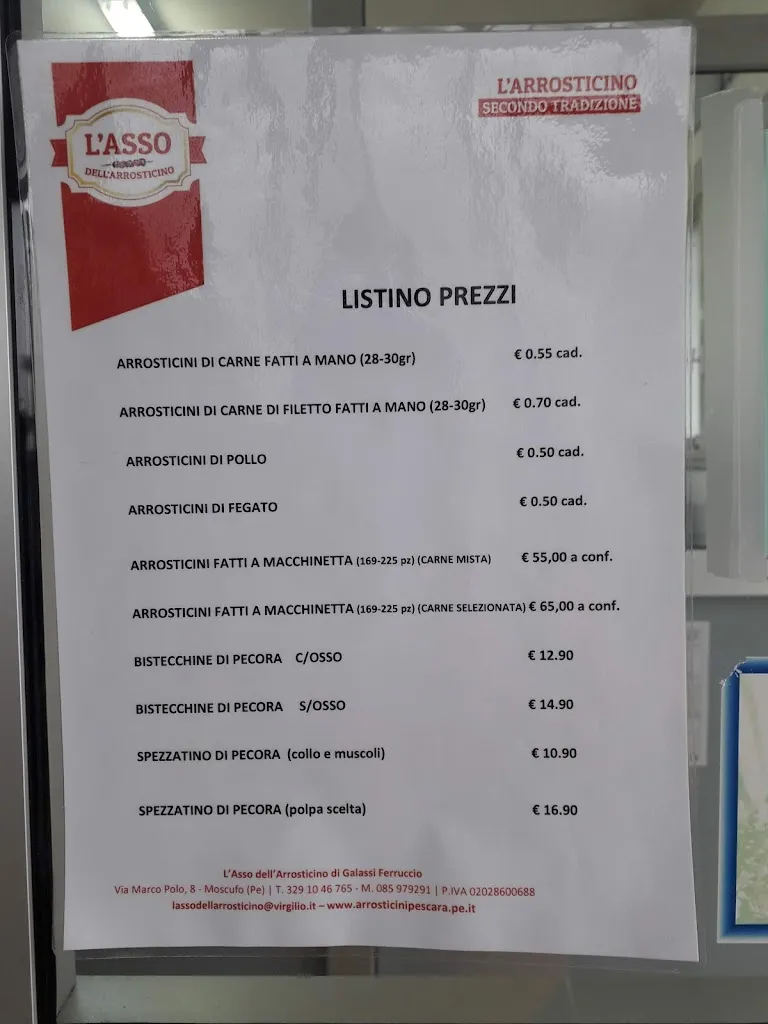 L'ASSO
DELL'ARROSTICINO
L'ARROSTICINO
SECONDO TRADIZIONE
LISTINO PREZZI
ARROSTICINI DI CARNE FATTI A MANO (28-30gr) € 0.55 cad.
ARROSTICINI DI CARNE DI FILETTO FATTI A MANO (28-30gr) € 0.70 cad.
ARROSTICINI DI POLLO € 0.50 cad.
ARROSTICINI DI FEGATO € 0.50 cad.
ARROSTICINI FATTI A MACCHINETTA (169-225 pz) (CARNE MISTA) € 55,00 a conf.
ARROSTICINI FATTI A MACCHINETTA (169-225 pz) (CARNE SELEZIONATA) € 65,00 a conf.
BISTECCHINE DI PECORA C/OSSO € 12.90
BISTECCHINE DI PECORA S/OSSO € 14.90
SPEZZATINO DI PECORA (collo e muscoli) € 10.90
SPEZZATINO DI PECORA (polpa scelta) € 16.90
L'Asso dell'Arrosticino di Galassi Ferruccio
Via Marco Polo, 8 - Moscufo (Pe) | T. 329 10 46 765 - M. 085 979291 | P.IVA 02028600688
lassodellarrosticino@virgilio.it – www.arrosticinipescara.pe.it